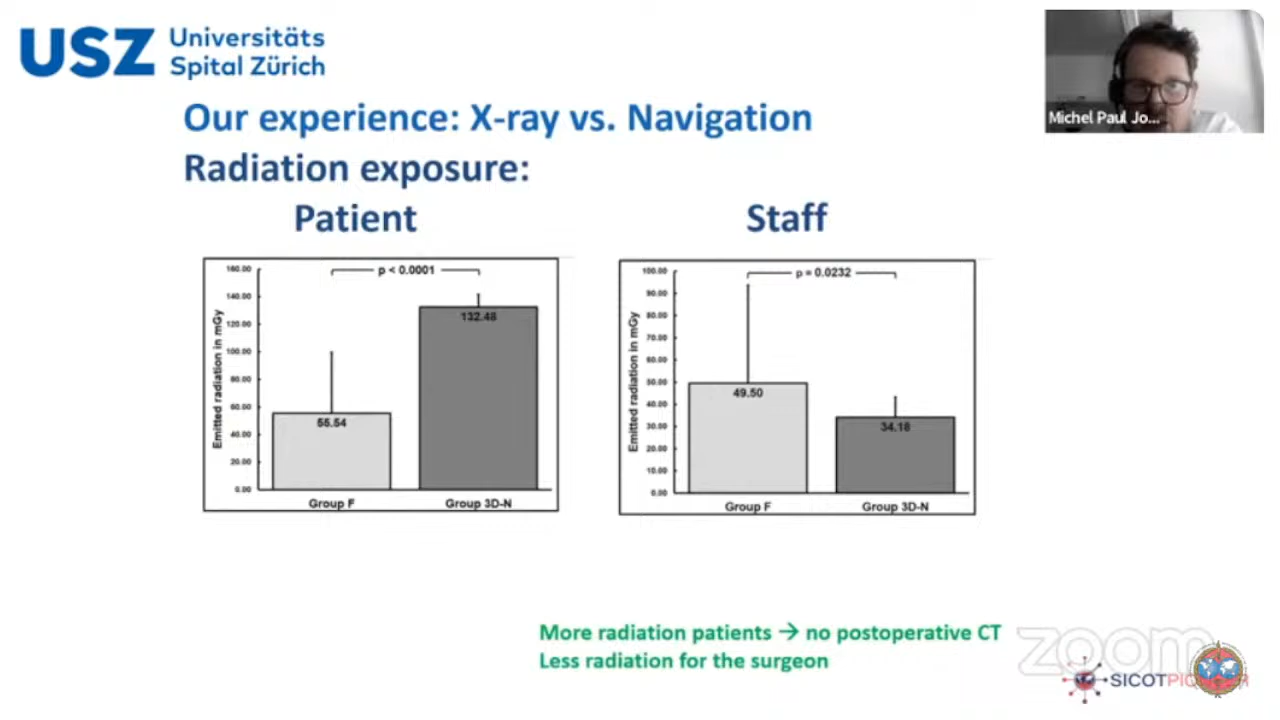 USZ Universitäts
Spital Zürich
Michel Paul Jo...
Our experience: X-ray vs. Navigation
Radiation exposure:
Patient
Staff
160.00
140.00
120.00
100.00
80.00
60.00
40.00
20.00
0.00
Emitted radiation in mGy
p < 0.0001
55.54
132.48
Group F
Group 3D-N
100.00
90.00
80.00
70.00
60.00
50.00
40.00
30.00
20.00
10.00
0.00
Emitted radiation in mGy
p = 0.0232
49.50
34.18
Group F
Group 3D-N
More radiation patients → no postoperative CT
Less radiation for the surgeon
zoom
SICOT